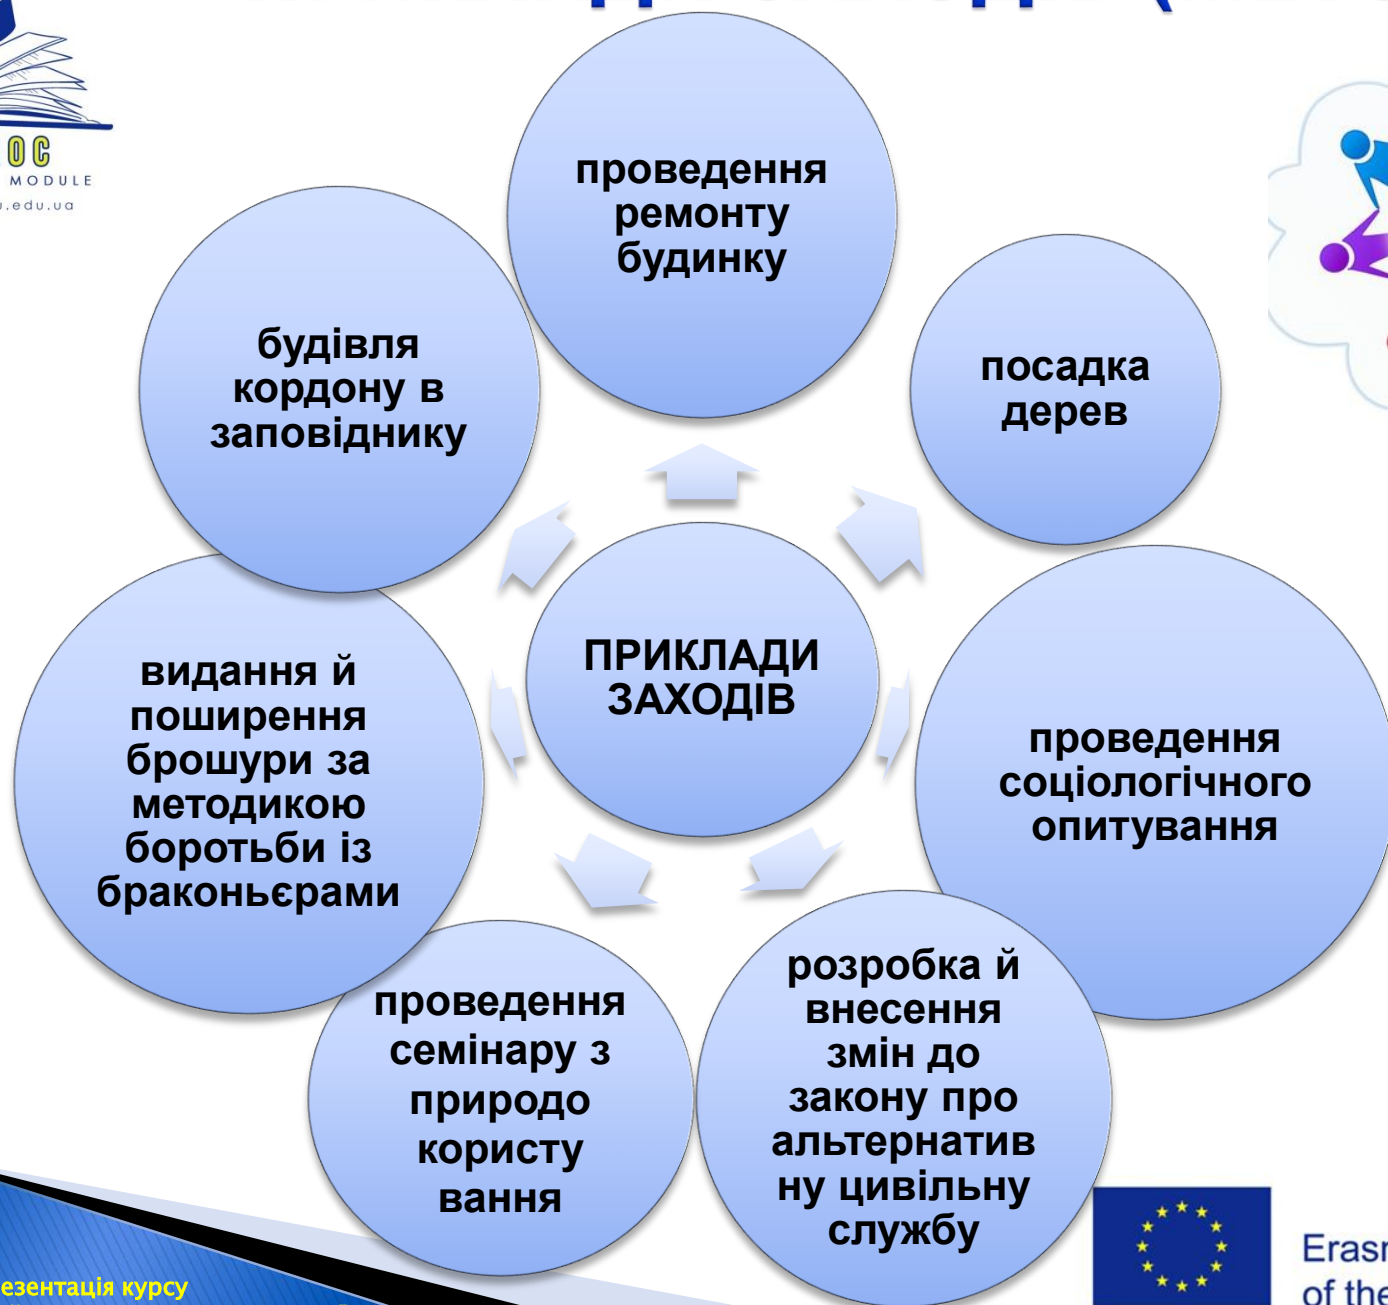 MODULE
.edu.ua
проведення
ремонту
будинку
посадка
дерев
проведення
соціологічного
опитування
розробка й
внесення
змін до
закону про
альтернатив
ну цивільну
службу
проведення
семінару з
природо
користу
вання
видання й
поширення
брошури за
методикою
боротьби із
браконьєрами
будівля
кордону в
заповіднику
ПРИКЛАДИ
ЗАХОДІВ
езентація курсу
Eras
of the